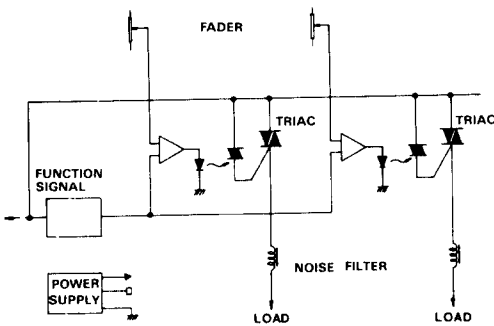 FADER
TRIAC
TRIAC
FUNCTION
SIGNAL
NOISE FILTER
POWER
SUPPLY
LOAD
LOAD